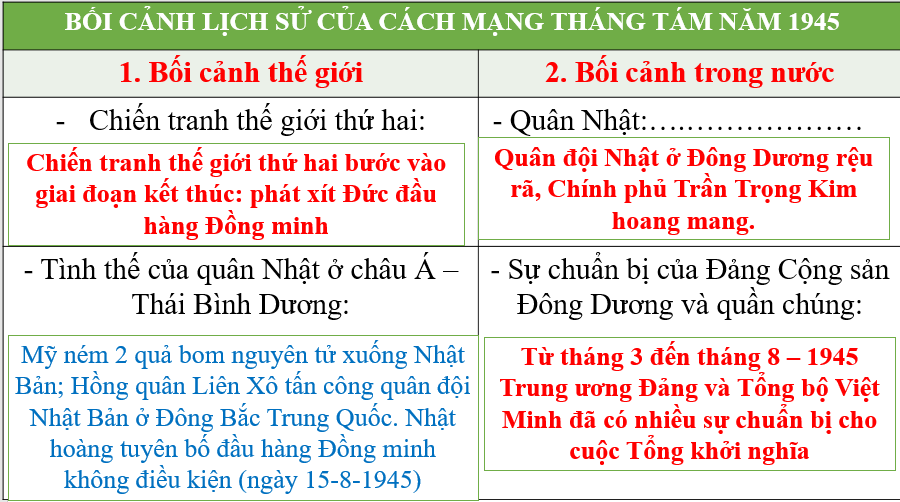 BỐI CẢNH LỊCH SỬ CỦA CÁCH MẠNG THÁNG TÁM NĂM 1945
1. Bối cảnh thế giới
2. Bối cảnh trong nước
- Chiến tranh thế giới thứ hai:
Chiến tranh thế giới thứ hai bước vào
giai đoạn kết thúc: phát xít Đức đầu
hàng Đồng minh
- Quân Nhật:….…………………
Quân đội Nhật ở Đông Dương rệu
rã, Chính phủ Trần Trọng Kim
hoang mang.
- Tình thế của quân Nhật ở châu Á –
Thái Bình Dương:
Mỹ ném 2 quả bom nguyên tử xuống Nhật
Bản; Hồng quân Liên Xô tấn công quân đội
Nhật Bản ở Đông Bắc Trung Quốc. Nhật
hoàng tuyên bố đầu hàng Đồng minh
không điều kiện (ngày 15-8-1945)
- Sự chuẩn bị của Đảng Cộng sản
Đông Dương và quần chúng:
Từ tháng 3 đến tháng 8 – 1945
Trung ương Đảng và Tổng bộ Việt
Minh đã có nhiều sự chuẩn bị cho
cuộc Tổng khởi nghĩa